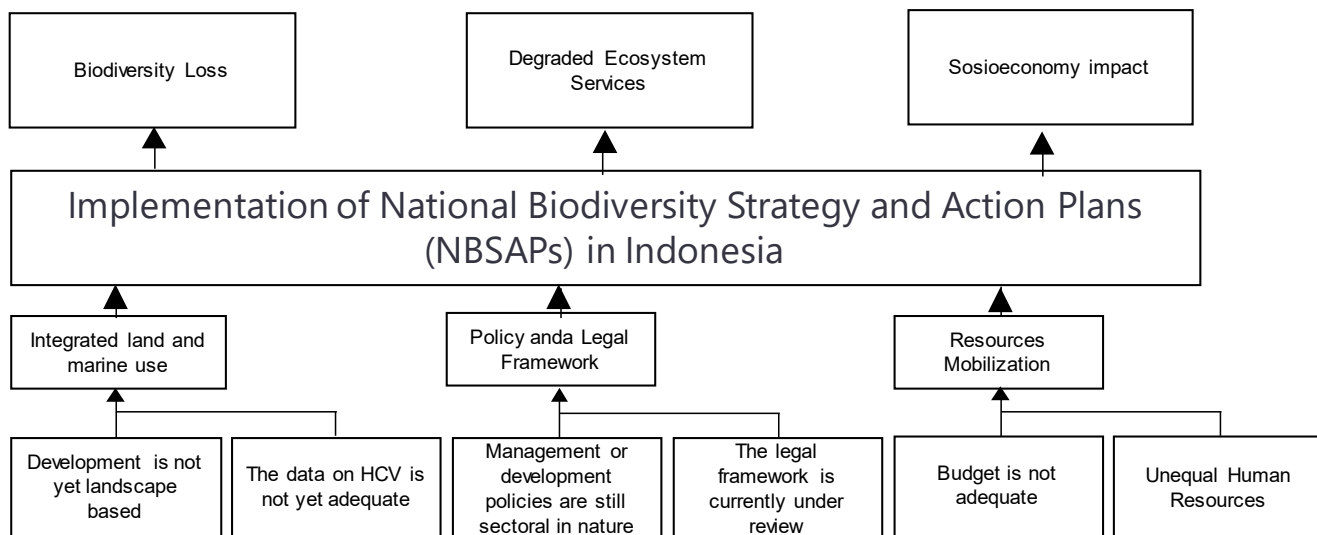 Biodiversity Loss
Degraded Ecosystem
Services
Sosioeconomy impact
Implementation of National Biodiversity Strategy and Action Plans
(NBSAPs) in Indonesia
Integrated land and
marine use
Policy anda Legal
Framework
Resources
Mobilization
Development is not
yet landscape
based
The data on HCV is
not yet adequate
Management or
development
policies are still
sectoral in nature
The legal
framework is
currently under
review
Budget is not
adequate
Unequal Human
Resources